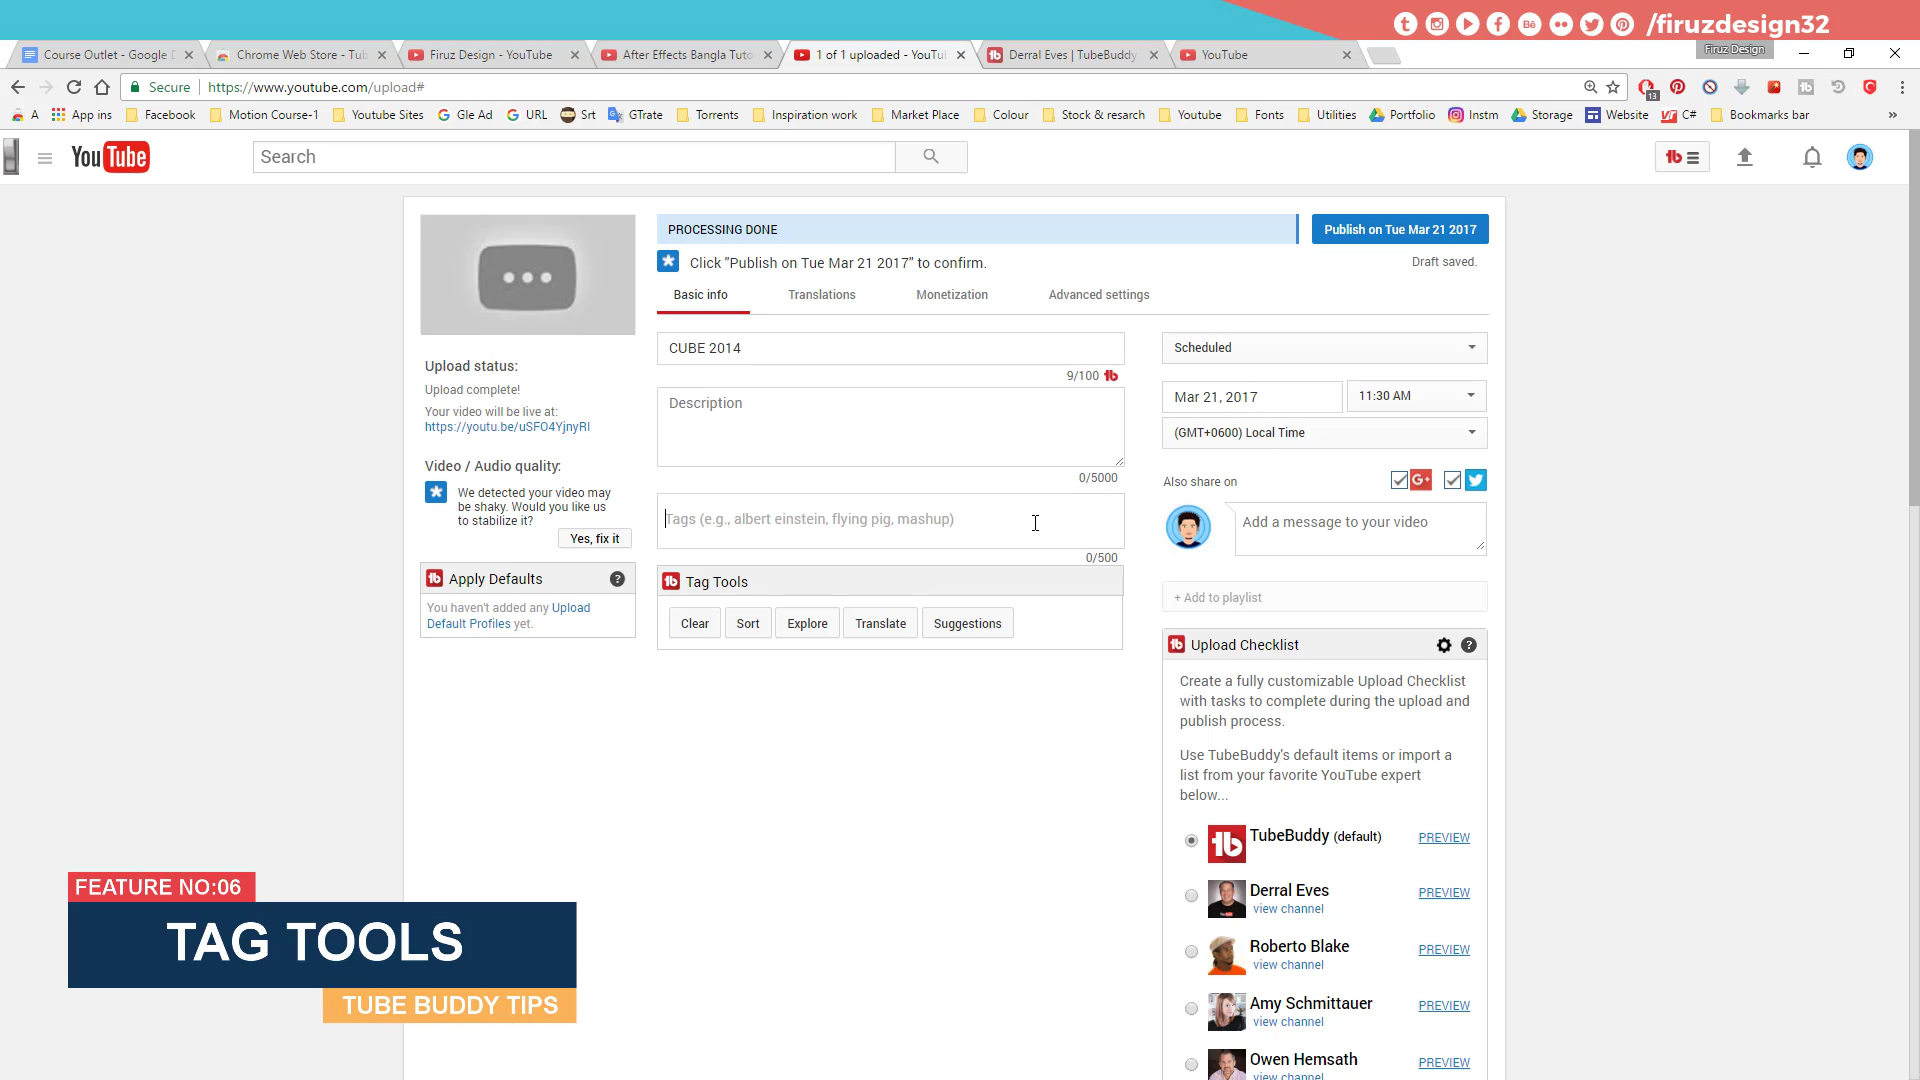 /firuzdesign32
Firuz Design
Course Outlet - Google D
Chrome Web Store - Tub
Firuz Design - YouTube
After Effects Bangla Tuto
1 of 1 uploaded - YouTu
Derral Eves | TubeBuddy
YouTube
Secure
https://www.youtube.com/upload#
13
A
App ins
Facebook
Motion Course-1
Youtube Sites
Gle Ad
URL
Srt
GTrate
Torrents
Inspiration work
Market Place
Colour
Stock & resarch
Youtube
Fonts
Utilities
Portfolio
Instm
Storage
Website
C#
Bookmarks bar
YouTube
Search
PROCESSING DONE
Publish on Tue Mar 21 2017
Click "Publish on Tue Mar 21 2017" to confirm.
Draft saved.
Basic info
Translations
Monetization
Advanced settings
Upload status:
Upload complete!
Your video will be live at:
https://youtu.be/uSFO4YjnyRI
Video / Audio quality:
We detected your video may
be shaky. Would you like us
to stabilize it?
Yes, fix it
Apply Defaults
You haven't added any Upload
Default Profiles yet.
CUBE 2014
9/100
Description
0/5000
Tags (e.g., albert einstein, flying pig, mashup)
0/500
Tag Tools
Clear
Sort
Explore
Translate
Suggestions
Scheduled
Mar 21, 2017
11:30 AM
(GMT+0600) Local Time
Also share on
Add a message to your video
+ Add to playlist
Upload Checklist
Create a fully customizable Upload Checklist
with tasks to complete during the upload and
publish process.
Use TubeBuddy's default items or import a
list from your favorite YouTube expert
below...
TubeBuddy (default)
PREVIEW
Derral Eves
view channel
PREVIEW
Roberto Blake
view channel
PREVIEW
Amy Schmittauer
view channel
PREVIEW
Owen Hemsath
view channel
PREVIEW
FEATURE NO:06
TAG TOOLS
TUBE BUDDY TIPS